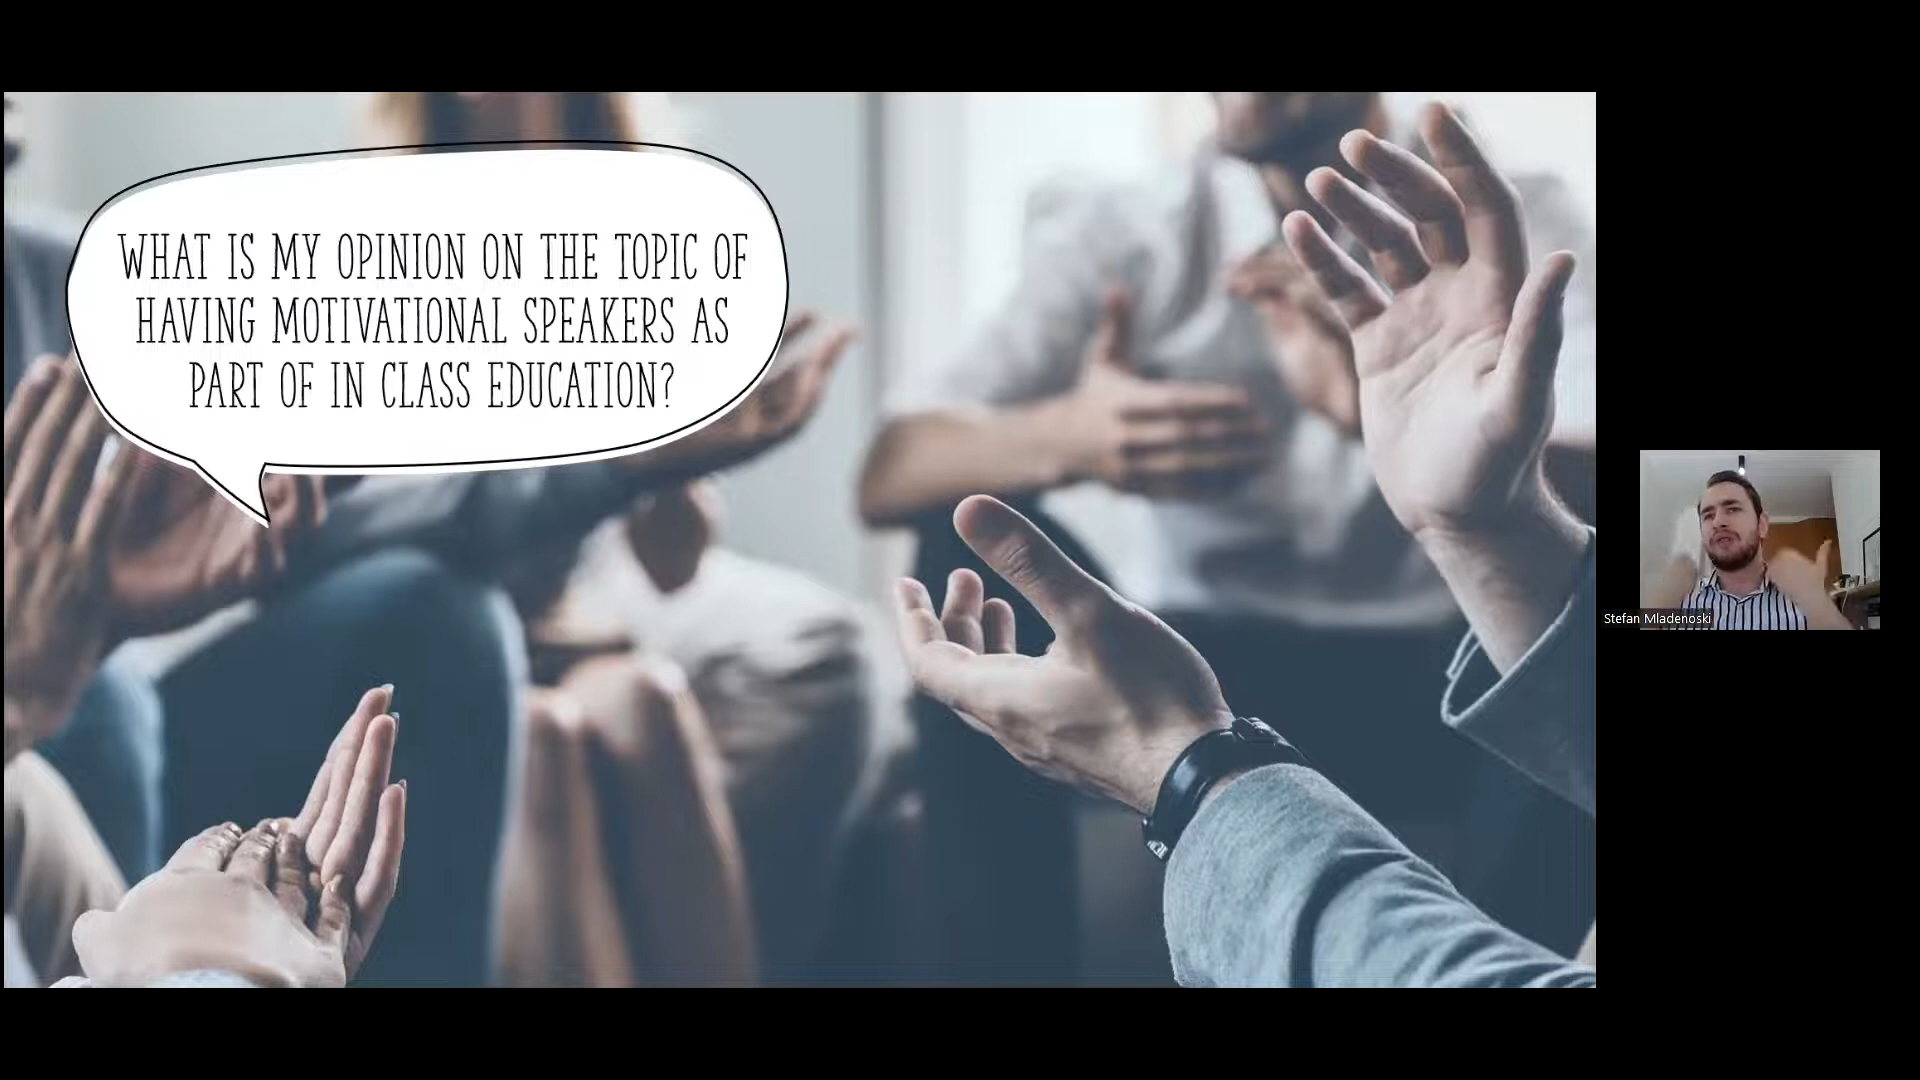 WHAT IS MY OPINION ON THE TOPIC OF
HAVING MOTIVATIONAL SPEAKERS AS
PART OF IN CLASS EDUCATION?
Stefan Mladenoski